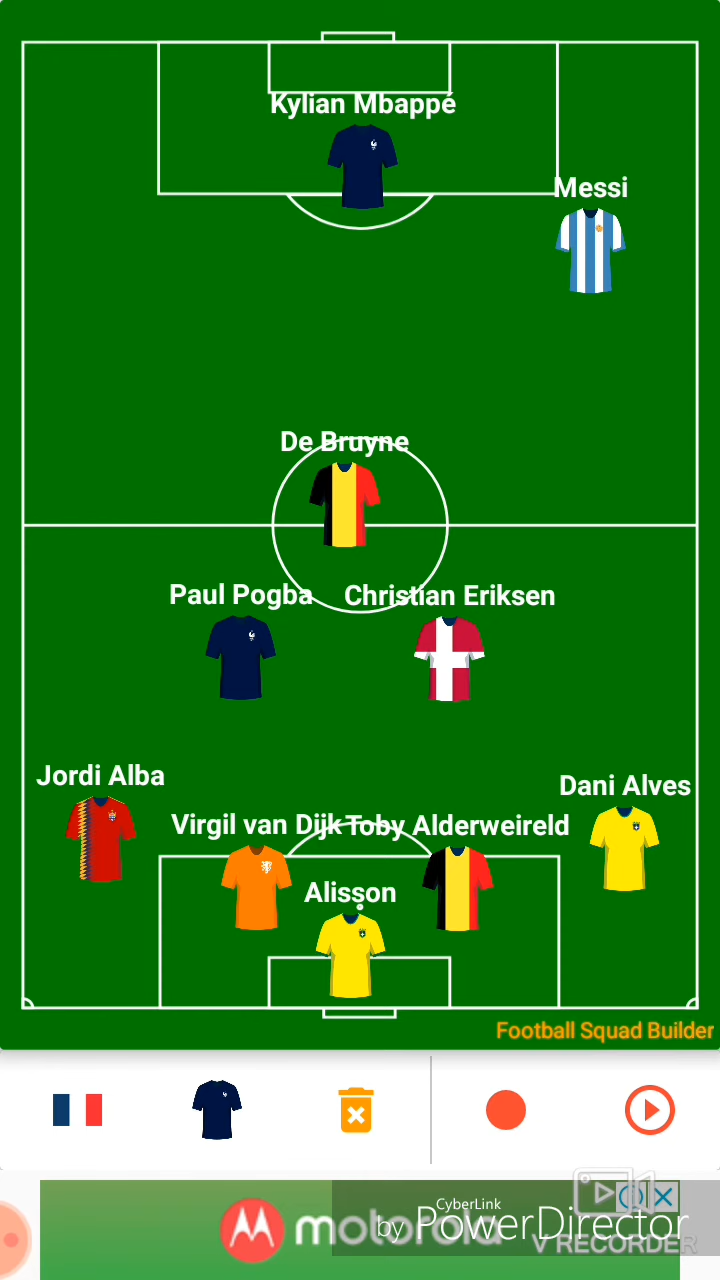 Kylian Mbappé
Messi
De Bruyne
Paul Pogba
Christian Eriksen
Jordi Alba
Dani Alves
Virgil van Dijk
Toby Alderweireld
Alisson
Football Squad Builder
motorola
CyberLink
by PowerDirector
V RECORDER